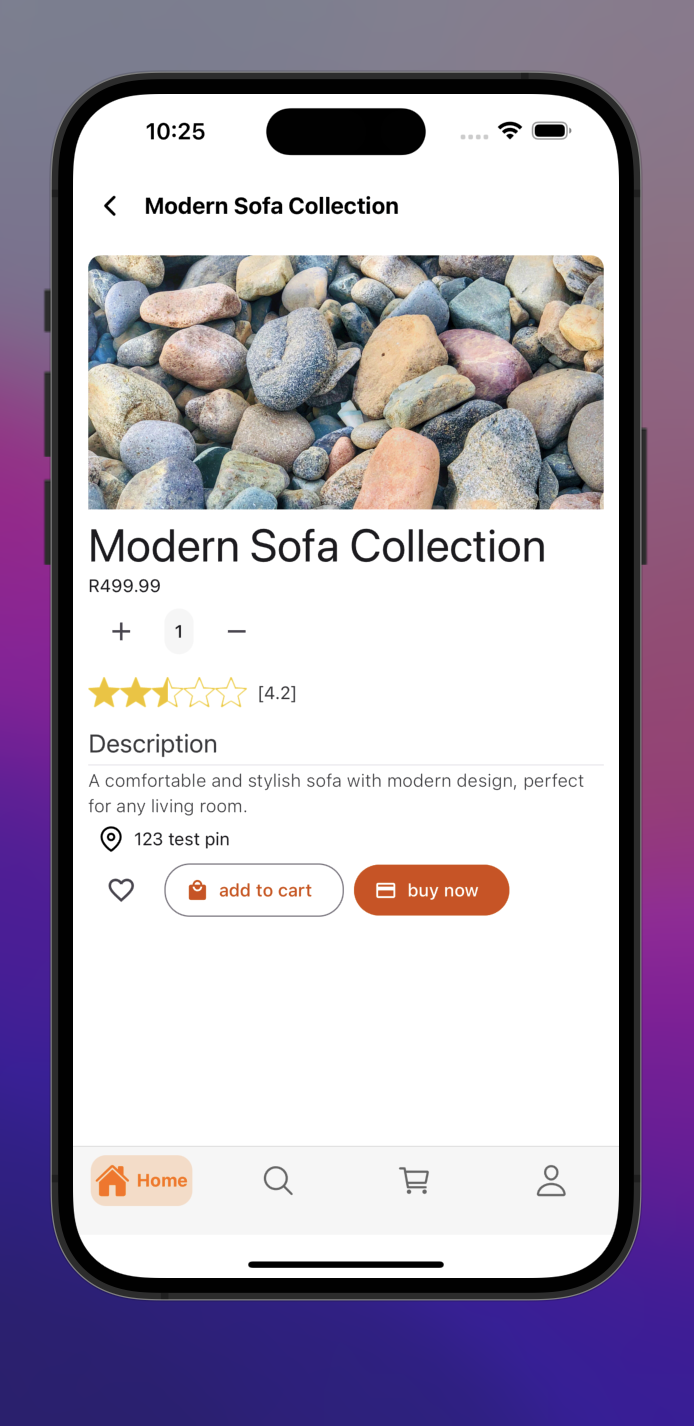 10:25
Modern Sofa Collection
Modern Sofa Collection
R499.99
1
[4.2]
Description
A comfortable and stylish sofa with modern design, perfect
for any living room.
123 test pin
add to cart
buy now
Home